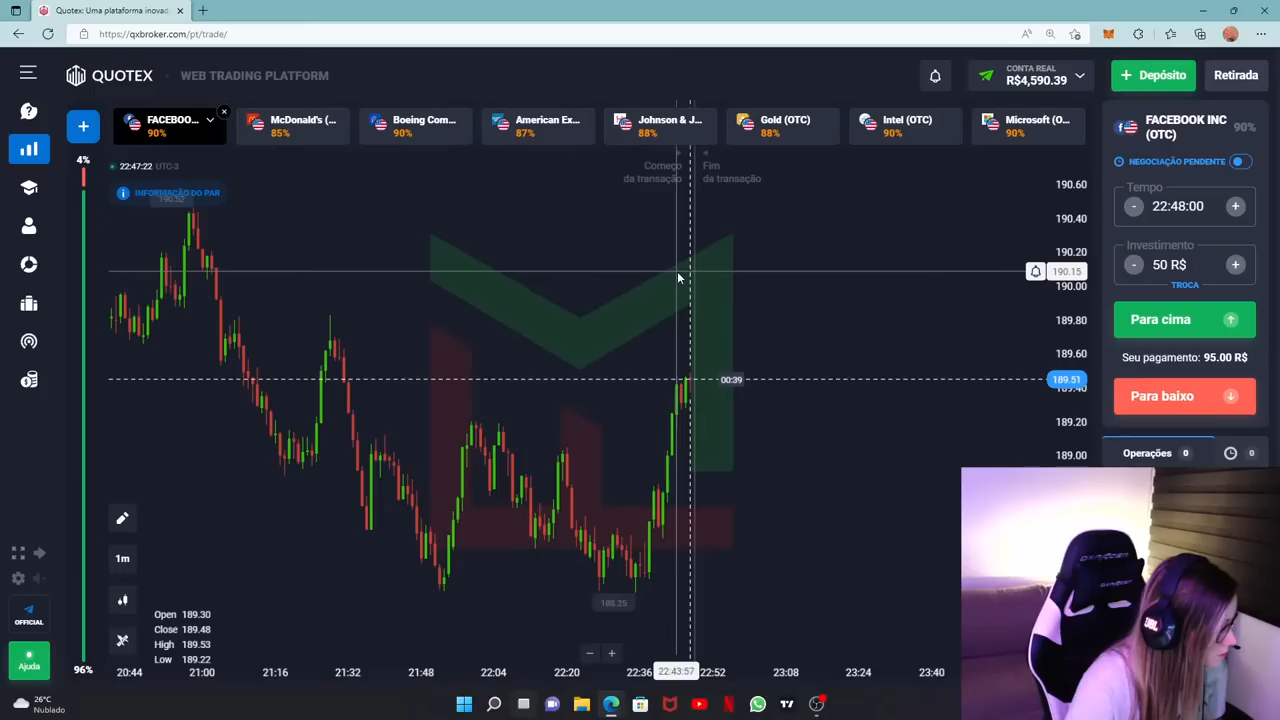 Quotex: Uma plataforma inovad
https://qxbroker.com/pt/trade/
QUOTEX
WEB TRADING PLATFORM
CONTA REAL
R$4,590.39
+ Depósito
Retirada
FACEBOO...
90%
McDonald's (...
85%
Boeing Com...
90%
American Ex...
87%
Johnson & J...
88%
Gold (OTC)
88%
Intel (OTC)
90%
Microsoft (O...
90%
FACEBOOK INC
(OTC)
90%
4%
22:47:22 UTC-3
Começo
da transação
Fim
da transação
INFORMAÇÃO DO PAR
190.52
NEGOCIAÇÃO PENDENTE
Tempo
- 22:48:00 +
Investimento
- 50 R$ +
TROCA
Para cima
Seu pagamento: 95.00 R$
Para baixo
Operações 0
0
190.60
190.40
190.20
190.15
190.00
189.80
189.60
189.51
189.40
189.20
189.00
00:39
188.25
1m
Open 189.30
Close 189.48
High 189.53
Low 189.22
OFFICIAL
Ajuda
96%
20:44
21:00
21:16
21:32
21:48
22:04
22:20
22:36
22:43:57
22:52
23:08
23:24
23:40
DXRACER
JBL
26°C
Nublado